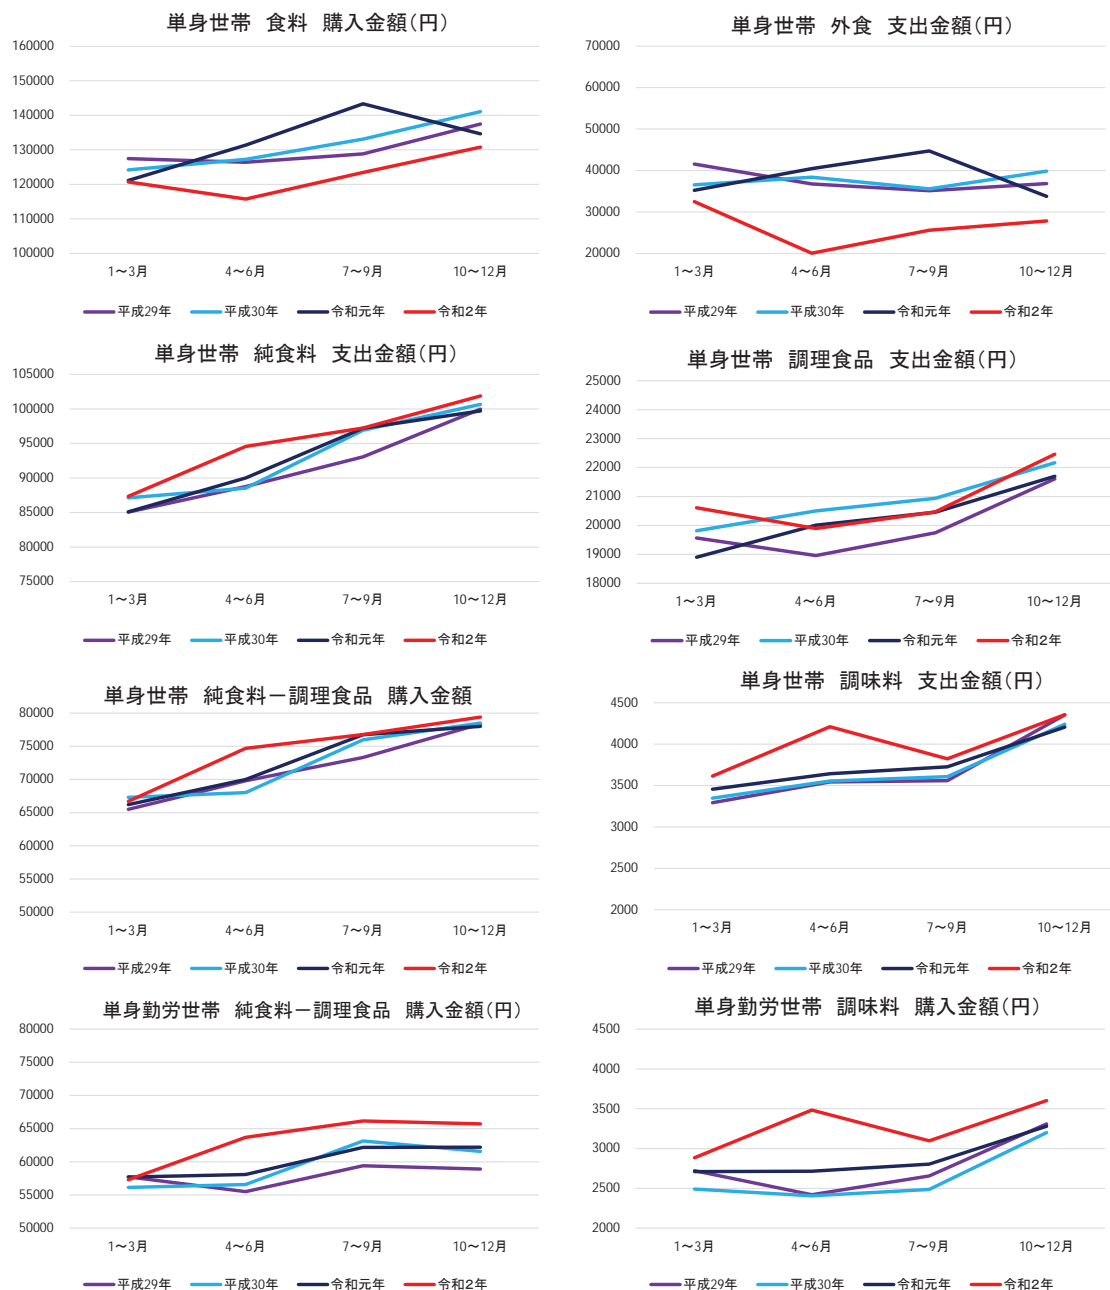 単身世帯　食料　購入金額（円）
160000
150000
140000
130000
120000
110000
100000
1～3月 4～6月 7～9月 10～12月
平成29年 平成30年 令和元年 令和2年
単身世帯　外食　支出金額（円）
70000
60000
50000
40000
30000
20000
1～3月 4～6月 7～9月 10～12月
平成29年 平成30年 令和元年 令和2年
単身世帯　純食料　支出金額（円）
105000
100000
95000
90000
85000
80000
75000
1～3月 4～6月 7～9月 10～12月
平成29年 平成30年 令和元年 令和2年
単身世帯　調理食品　支出金額（円）
25000
24000
23000
22000
21000
20000
19000
18000
1～3月 4～6月 7～9月 10～12月
平成29年 平成30年 令和元年 令和2年
単身世帯　純食料－調理食品　購入金額
80000
75000
70000
65000
60000
55000
50000
1～3月 4～6月 7～9月 10～12月
平成29年 平成30年 令和元年 令和2年
単身世帯　調味料　支出金額（円）
4500
4000
3500
3000
2500
2000
1～3月 4～6月 7～9月 10～12月
平成29年 平成30年 令和元年 令和2年
単身勤労世帯　純食料－調理食品　購入金額（円）
80000
75000
70000
65000
60000
55000
50000
1～3月 4～6月 7～9月 10～12月
平成29年 平成30年 令和元年 令和2年
単身勤労世帯　調味料　購入金額（円）
4500
4000
3500
3000
2500
2000
1～3月 4～6月 7～9月 10～12月
平成29年 平成30年 令和元年 令和2年